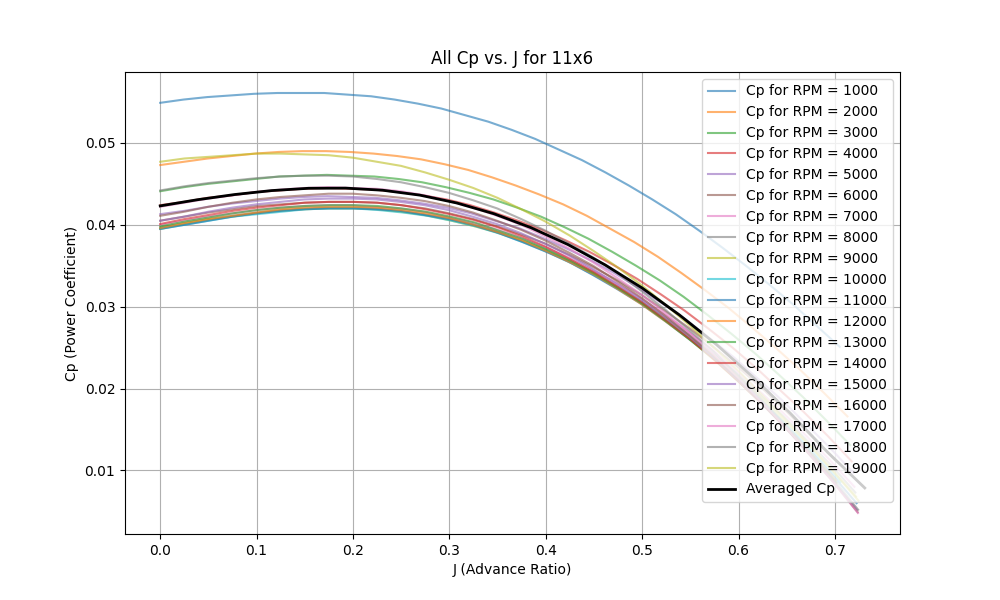 All Cp vs. J for 11x6
Cp (Power Coefficient)
0.05
0.04
0.03
0.02
0.01
0.0
0.1
0.2
0.3
0.4
0.5
0.6
0.7
J (Advance Ratio)
Cp for RPM = 1000
Cp for RPM = 2000
Cp for RPM = 3000
Cp for RPM = 4000
Cp for RPM = 5000
Cp for RPM = 6000
Cp for RPM = 7000
Cp for RPM = 8000
Cp for RPM = 9000
Cp for RPM = 10000
Cp for RPM = 11000
Cp for RPM = 12000
Cp for RPM = 13000
Cp for RPM = 14000
Cp for RPM = 15000
Cp for RPM = 16000
Cp for RPM = 17000
Cp for RPM = 18000
Cp for RPM = 19000
Averaged Cp